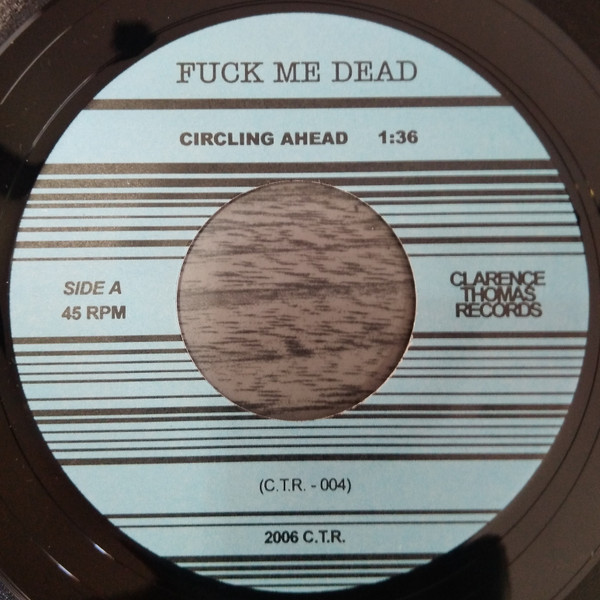 FUCK ME DEAD
CIRCLING AHEAD 1:36
SIDE A
45 RPM
CLARENCE
THOMAS
RECORDS
(C.T.R. - 004)
2006 C.T.R.